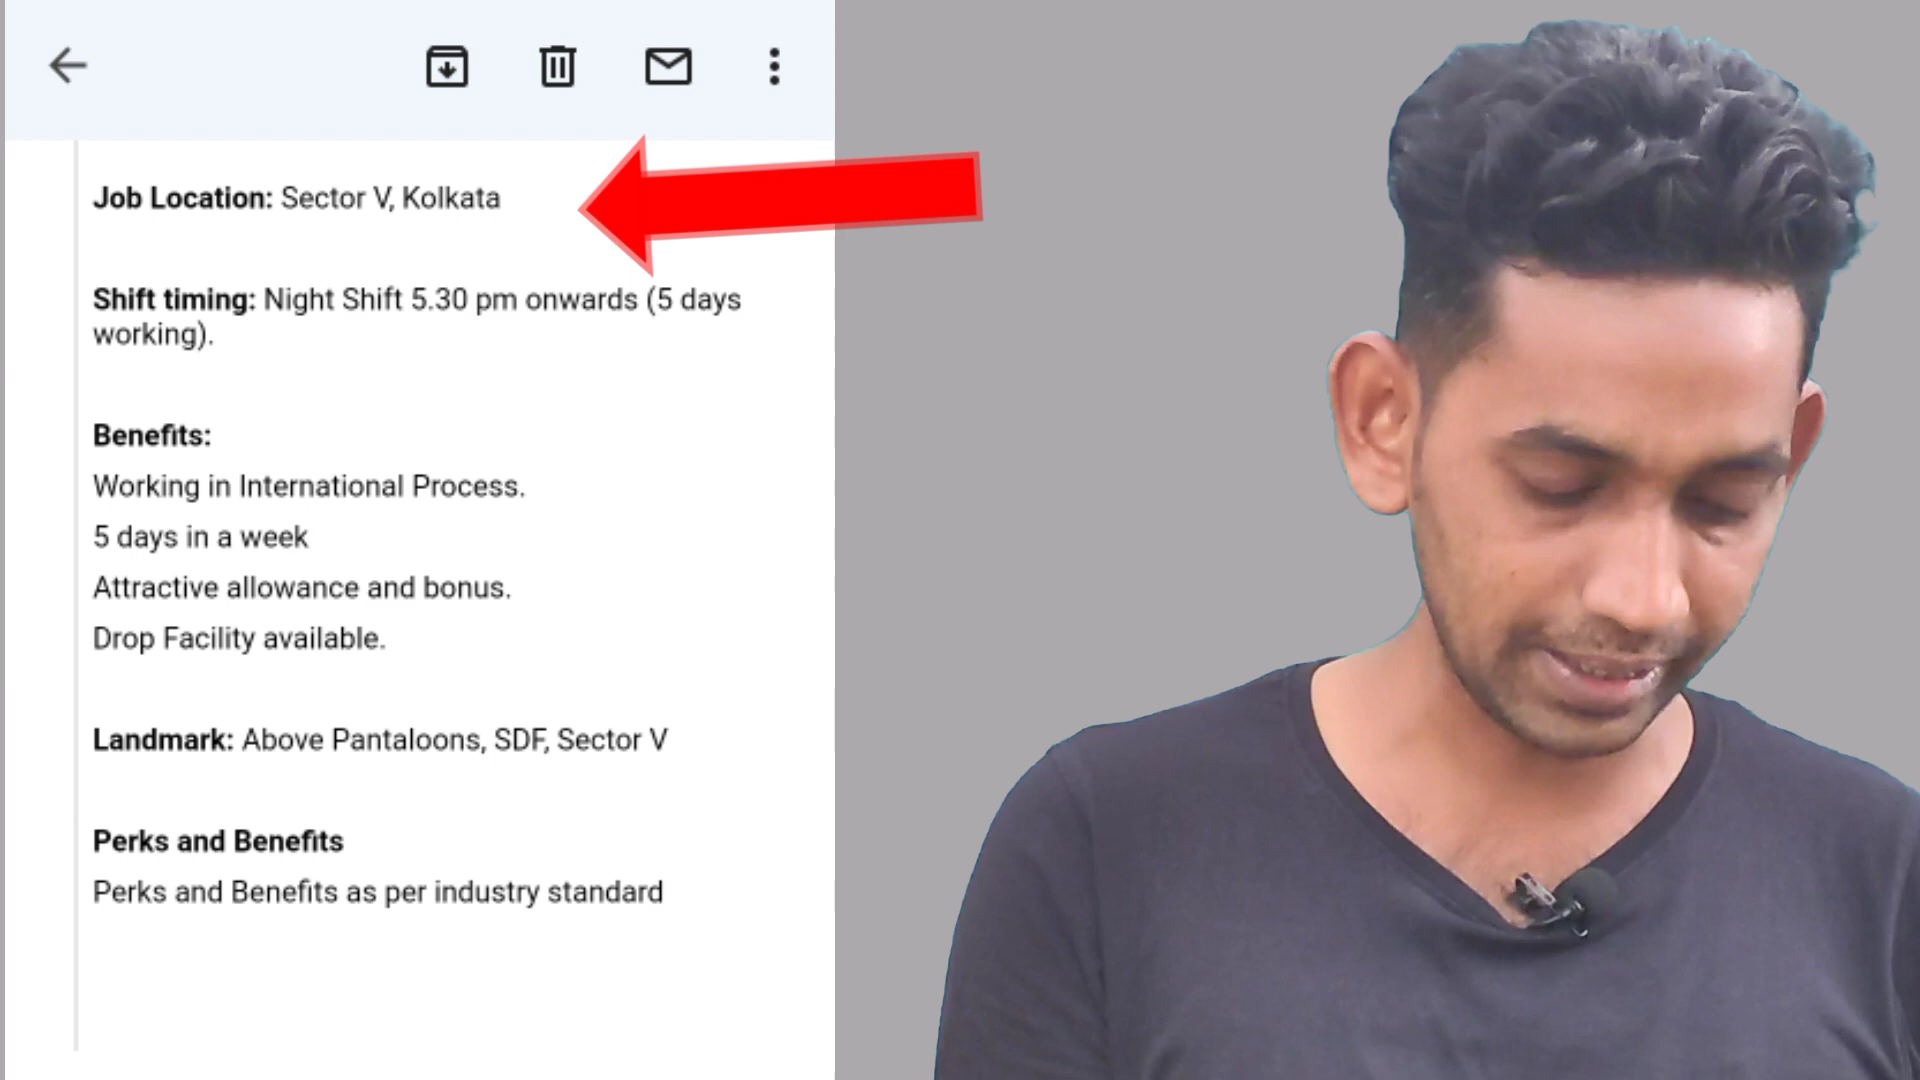 Job Location: Sector V, Kolkata
Shift timing: Night Shift 5.30 pm onwards (5 days
working).
Benefits:
Working in International Process.
5 days in a week
Attractive allowance and bonus.
Drop Facility available.
Landmark: Above Pantaloons, SDF, Sector V
Perks and Benefits
Perks and Benefits as per industry standard